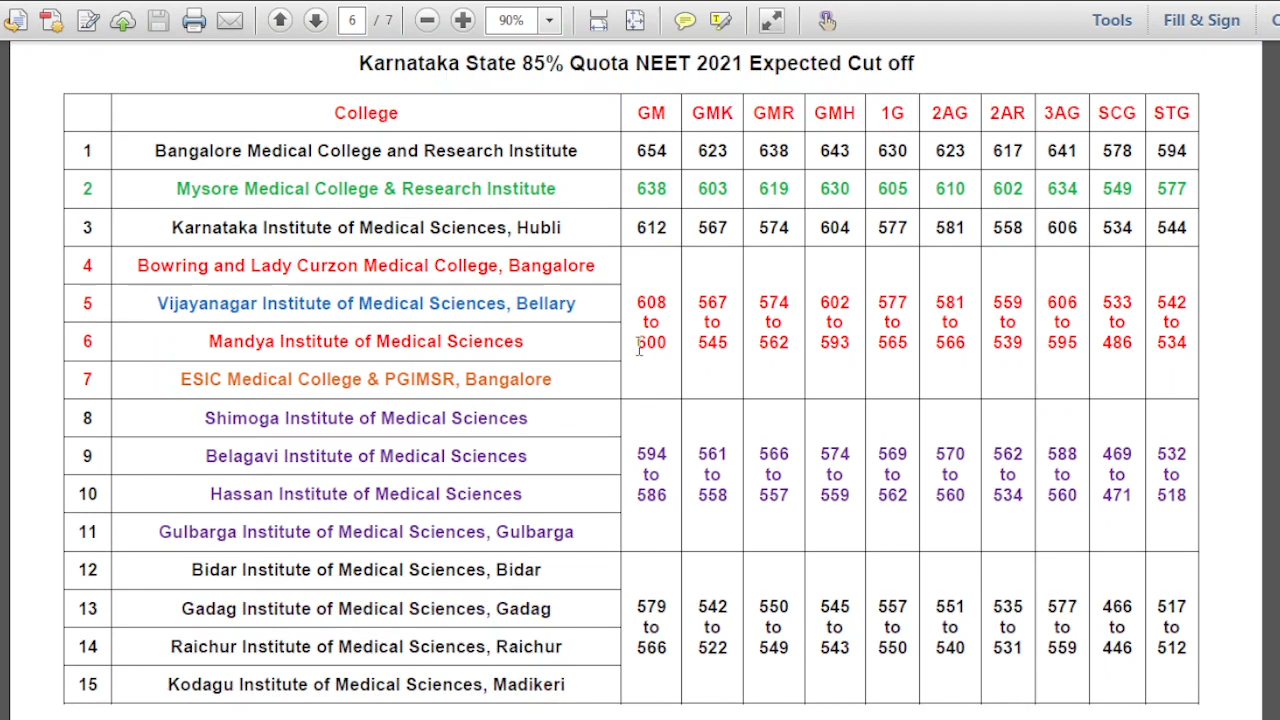 6 / 7 90% Tools Fill & Sign C
Karnataka State 85% Quota NEET 2021 Expected Cut off
College GM GMK GMR GMH 1G 2AG 2AR 3AG SCG STG
1 Bangalore Medical College and Research Institute 654 623 638 643 630 623 617 641 578 594
2 Mysore Medical College & Research Institute 638 603 619 630 605 610 602 634 549 577
3 Karnataka Institute of Medical Sciences, Hubli 612 567 574 604 577 581 558 606 534 544
4 Bowring and Lady Curzon Medical College, Bangalore
5 Vijayanagar Institute of Medical Sciences, Bellary 608 567 574 602 577 581 559 606 533 542
to to to to to to to to to to
6 Mandya Institute of Medical Sciences 600 545 562 593 565 566 539 595 486 534
7 ESIC Medical College & PGIMSR, Bangalore
8 Shimoga Institute of Medical Sciences
9 Belagavi Institute of Medical Sciences 594 561 566 574 569 570 562 588 469 532
to to to to to to to to to to
10 Hassan Institute of Medical Sciences 586 558 557 559 562 560 534 560 471 518
11 Gulbarga Institute of Medical Sciences, Gulbarga
12 Bidar Institute of Medical Sciences, Bidar
13 Gadag Institute of Medical Sciences, Gadag 579 542 550 545 557 551 535 577 466 517
to to to to to to to to to to
14 Raichur Institute of Medical Sciences, Raichur 566 522 549 543 550 540 531 559 446 512
15 Kodagu Institute of Medical Sciences, Madikeri